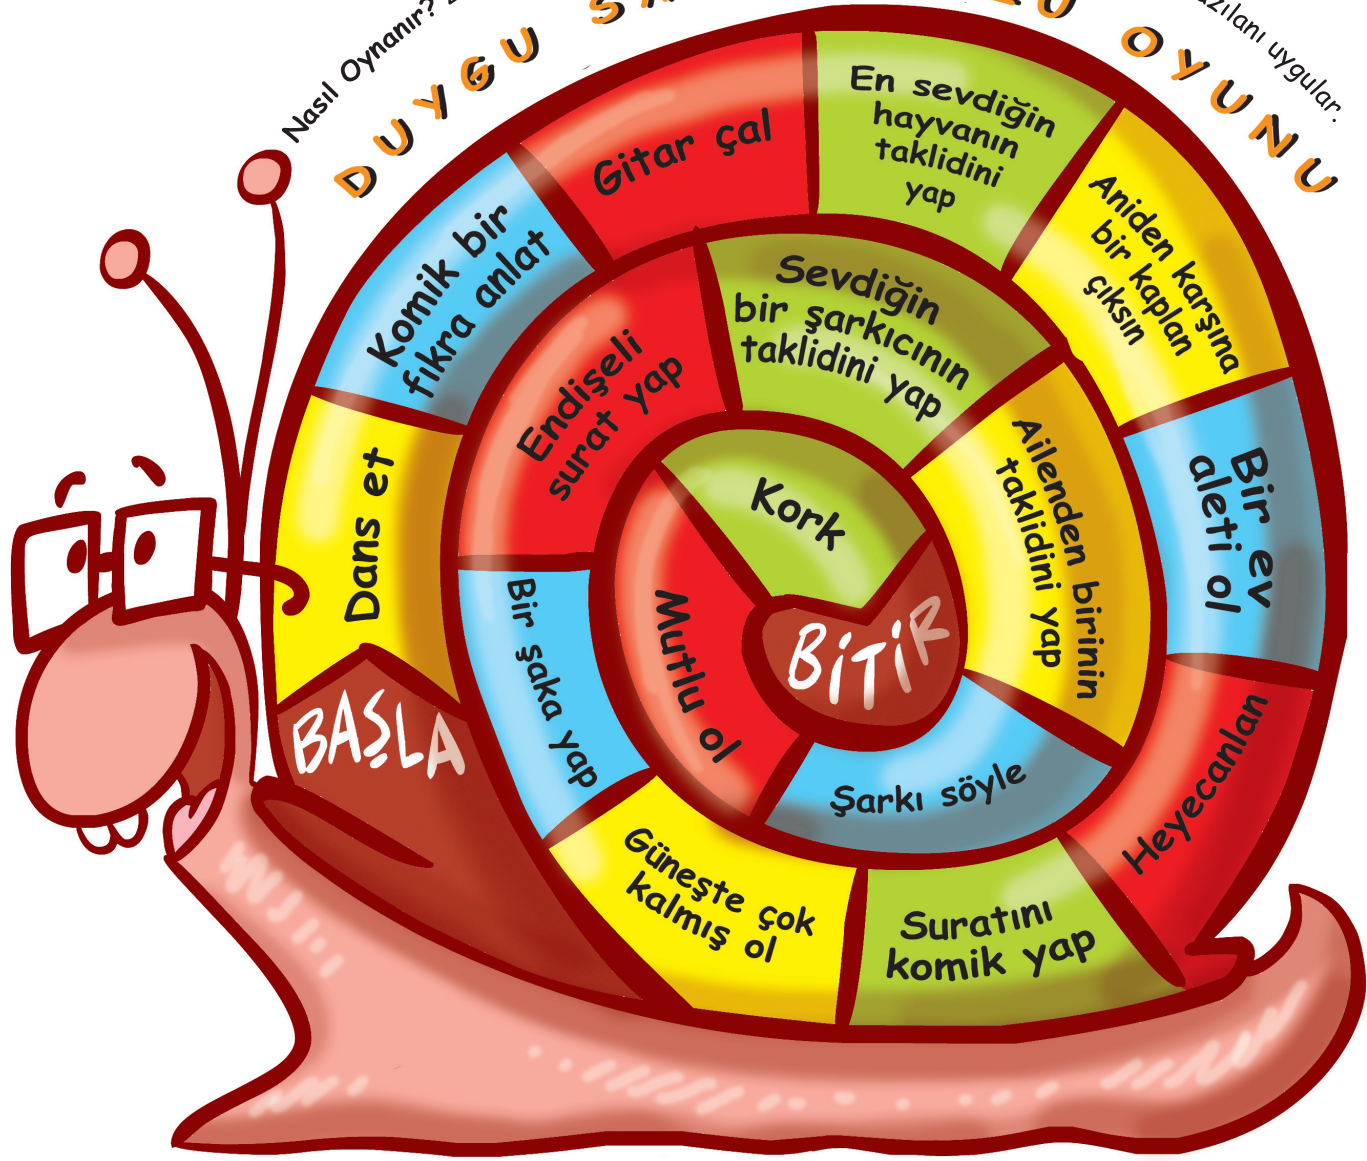 Nasıl Oynanır?
DUYGU
OYUNU
uygular.
BAŞLA
Dans et
Komik bir
fıkra anlat
Gitar çal
En sevdiğin
hayvanın
taklidini
yap
Aniden karşına
bir kaplan
çıksın
Bir ev
aleti ol
Heyecanlan
Suratını
komik yap
Güneşte çok
kalmış ol
Bir şaka yap
Endişeli
surat yap
Sevdiğin
bir şarkıcının
taklidini yap
Ailenden birinin
taklidini yap
Şarkı söyle
Mutlu ol
Kork
BİTİR